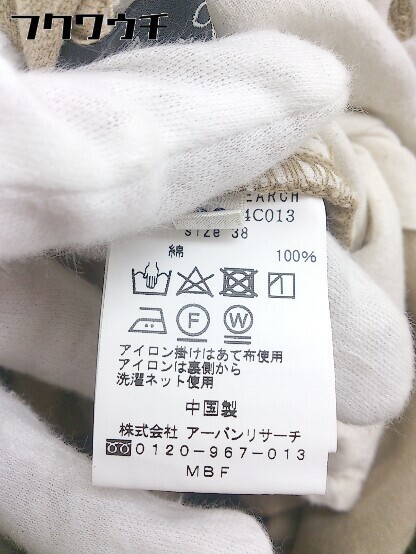 フクワウチ
EARCH
4C013
size 38
綿 100%
F W
アイロン掛けはあて布使用
アイロンは裏側から
洗濯ネット使用
中国製
株式会社 アーバンリサーチ
0120-967-013
MBF